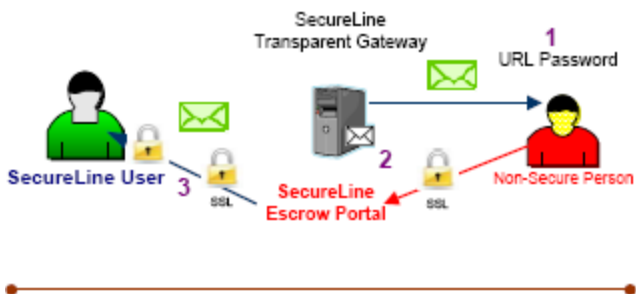 SecureLine
Transparent Gateway
1
URL Password
2
SecureLine User
3
SSL
SecureLine
Escrow Portal
SSL
Non-Secure Person